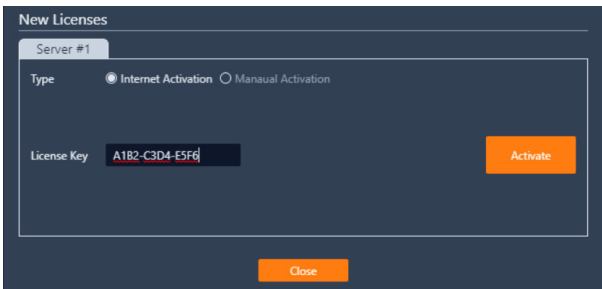 New Licenses
Server #1
Type Internet Activation Manaual Activation
License Key A1B2-C3D4-E5F6 Activate
Close